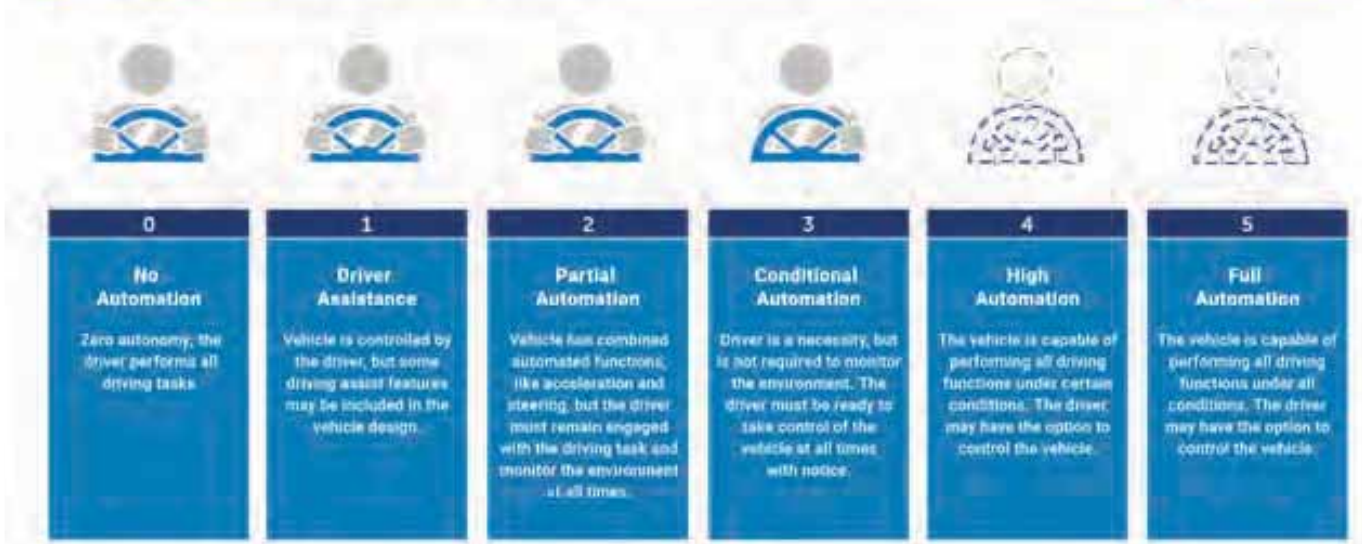 0
No
Automation
Zero autonomy; the
driver performs all
driving tasks.
1
Driver
Assistance
Vehicle is controlled by
the driver, but some
driving assist features
may be included in the
vehicle design.
2
Partial
Automation
Vehicle has combined
automated functions,
like acceleration and
steering, but the driver
must remain engaged
with the driving task and
monitor the environment
at all times.
3
Conditional
Automation
Driver is a necessity, but
is not required to monitor
the environment. The
driver must be ready to
take control of the
vehicle at all times
with notice.
4
High
Automation
The vehicle is capable of
performing all driving
functions under certain
conditions. The driver
may have the option to
control the vehicle.
5
Full
Automation
The vehicle is capable of
performing all driving
functions under all
conditions. The driver
may have the option to
control the vehicle.